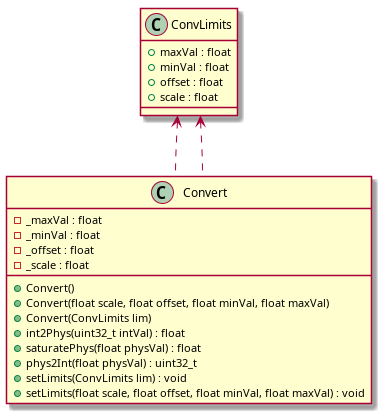 C ConvLimits
maxVal : float
minVal : float
offset : float
scale : float
C Convert
_maxVal : float
_minVal : float
_offset : float
_scale : float
Convert()
Convert(float scale, float offset, float minVal, float maxVal)
Convert(ConvLimits lim)
int2Phys(uint32_t intVal) : float
saturatePhys(float physVal) : float
phys2Int(float physVal) : uint32_t
setLimits(ConvLimits lim) : void
setLimits(float scale, float offset, float minVal, float maxVal) : void